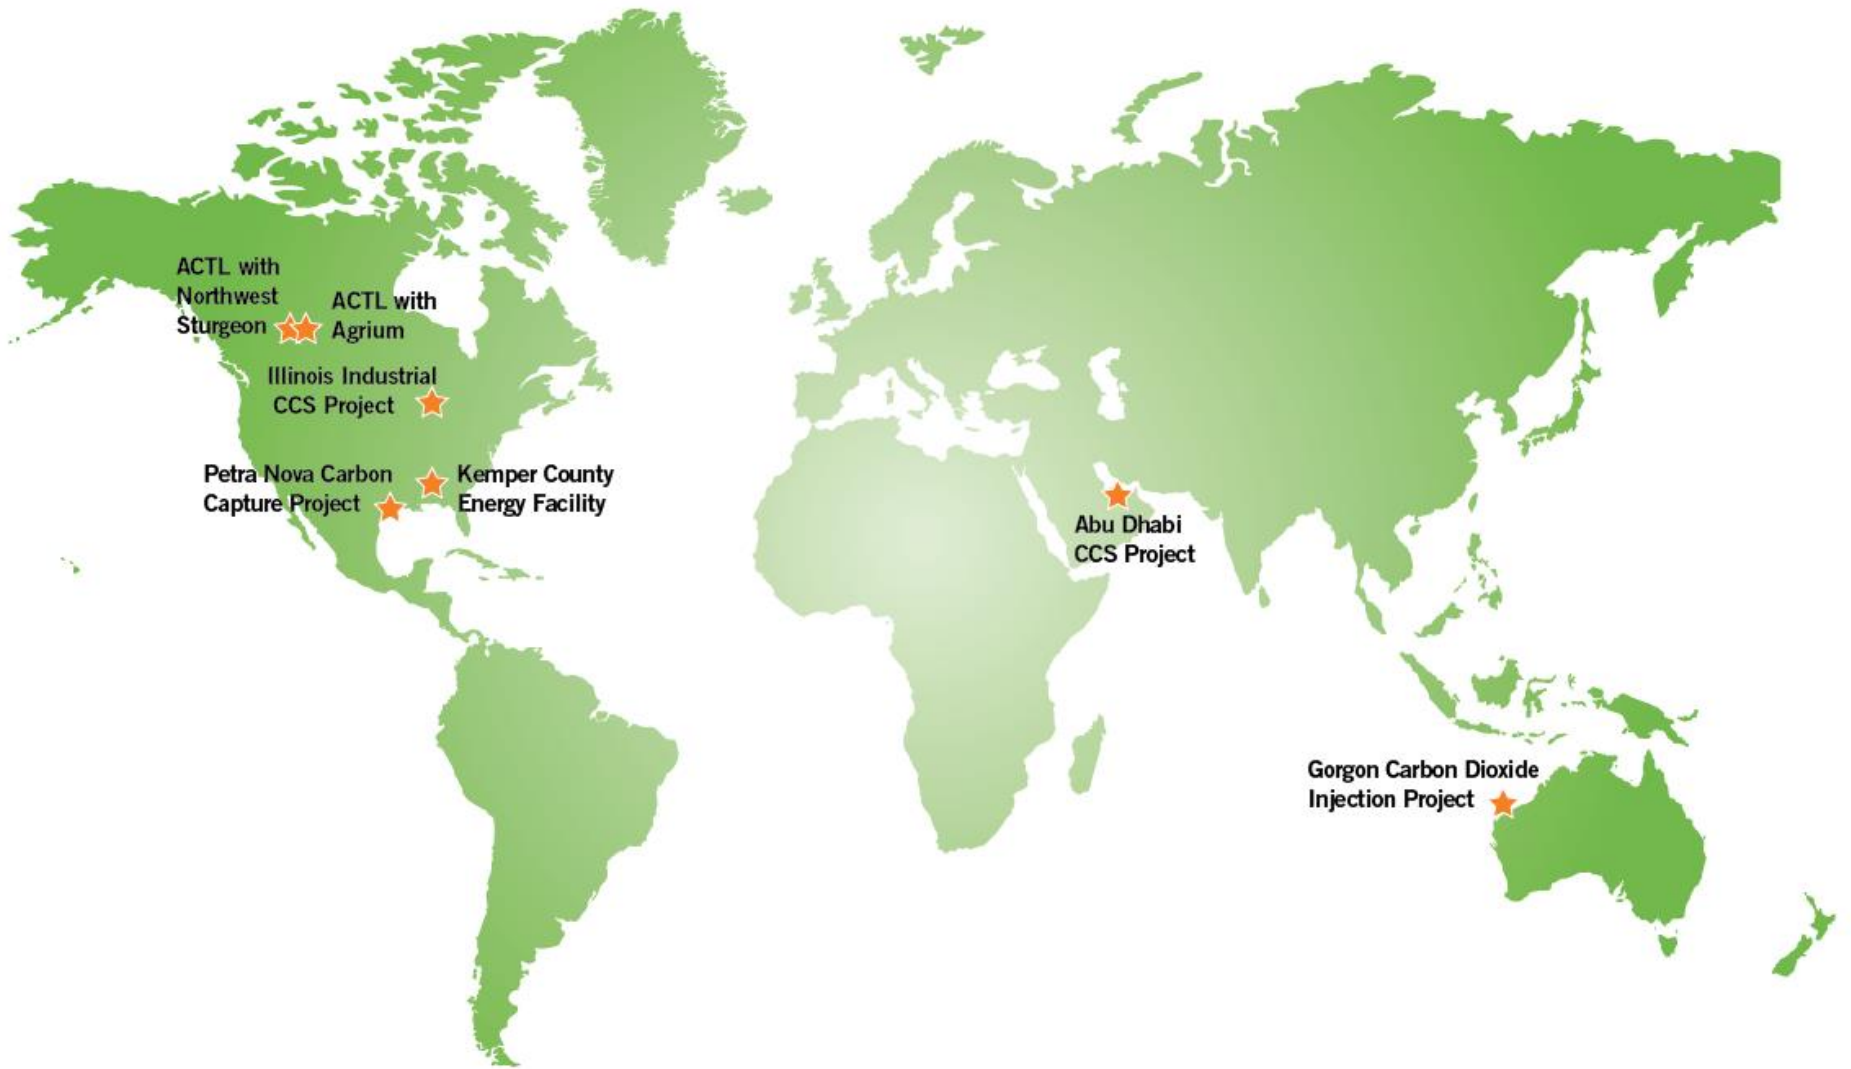 ACTL with
Northwest
Sturgeon
ACTL with
Agrium
Illinois Industrial
CCS Project
Petra Nova Carbon
Capture Project
Kemper County
Energy Facility
Abu Dhabi
CCS Project
Gorgon Carbon Dioxide
Injection Project